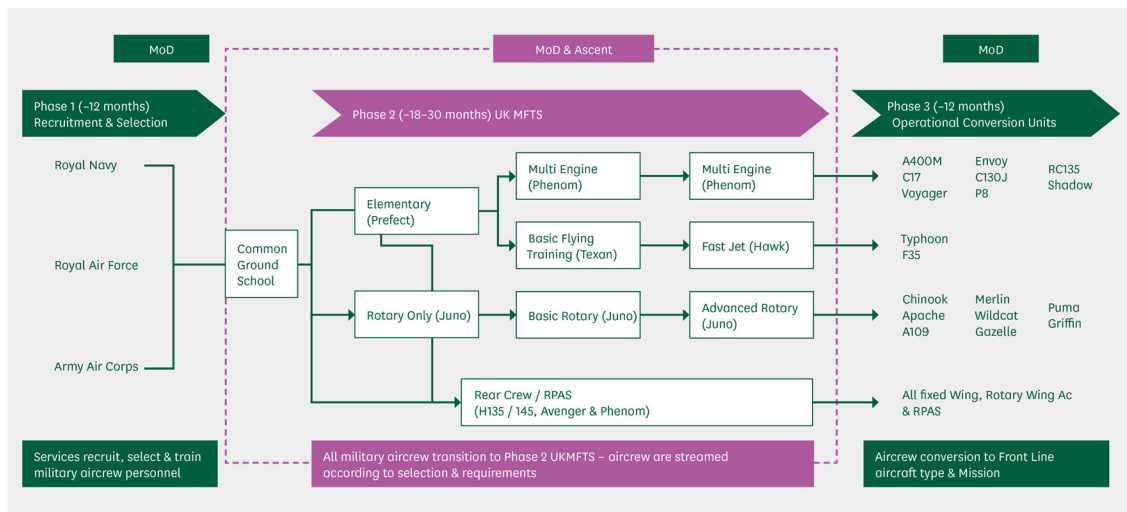 MoD
MoD & Ascent
MoD
Phase 1 (~12 months)
Recruitment & Selection
Phase 2 (~18–30 months) UK MFTS
Phase 3 (~12 months)
Operational Conversion Units
Royal Navy
Royal Air Force
Army Air Corps
Common
Ground
School
Elementary
(Prefect)
Rotary Only (Juno)
Multi Engine
(Phenom)
Basic Flying
Training (Texan)
Basic Rotary (Juno)
Multi Engine
(Phenom)
Fast Jet (Hawk)
Advanced Rotary
(Juno)
Rear Crew / RPAS
(H135 / 145, Avenger & Phenom)
A400M
C17
Voyager
Envoy
C130J
P8
RC135
Shadow
Typhoon
F35
Chinook
Apache
A109
Merlin
Wildcat
Gazelle
Puma
Griffin
All fixed Wing, Rotary Wing Ac
& RPAS
Services recruit, select & train
military aircrew personnel
All military aircrew transition to Phase 2 UKMFTS – aircrew are streamed
according to selection & requirements
Aircrew conversion to Front Line
aircraft type & Mission